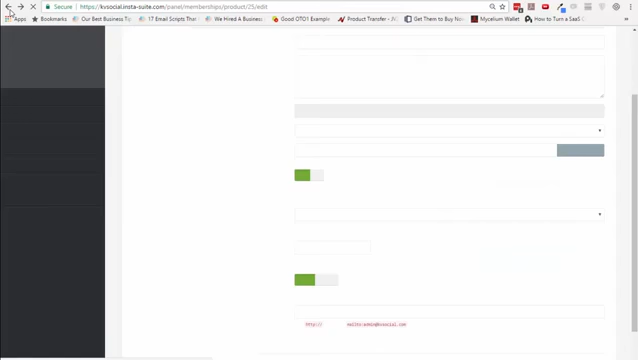 Secure https://kvsocial.insta-suite.com/panel/memberships/product/25/edit
Apps Bookmarks Our Best Business Ti 17 Email Scripts That We Hired A Business Good OTO1 Example Product Transfer - JV Get Them to Buy Now Mycelium Wallet How to Turn a SaaS
http://
mailto:admin@kvsocial.com